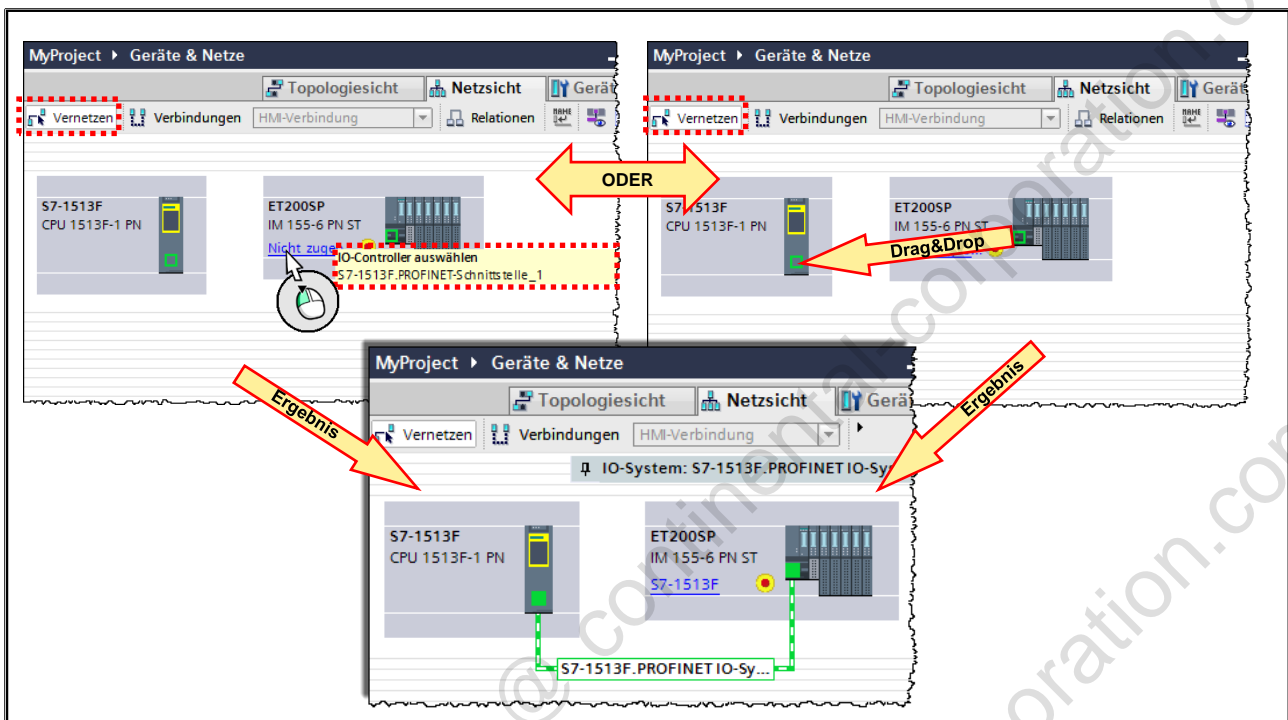 MyProject ▸ Geräte & Netze
Topologiesicht Netzsicht Gerät
Vernetzen Verbindungen HMI-Verbindung Relationen
S7-1513F
CPU 1513F-1 PN
ET200SP
IM 155-6 PN ST
Nicht zuge
IO-Controller auswählen
S7-1513F.PROFINET-Schnittstelle_1
ODER
MyProject ▸ Geräte & Netze
Topologiesicht Netzsicht Gerät
Vernetzen Verbindungen HMI-Verbindung Relationen
S7-1513F
CPU 1513F-1 PN
ET200SP
IM 155-6 PN ST
Drag&Drop
Ergebnis
Ergebnis
MyProject ▸ Geräte & Netze
Topologiesicht Netzsicht Gerä
Vernetzen Verbindungen HMI-Verbindung
IO-System: S7-1513F.PROFINET IO-Sy
S7-1513F
CPU 1513F-1 PN
ET200SP
IM 155-6 PN ST
S7-1513F
S7-1513F.PROFINET IO-Sy...
@ continental-corporation.co
oration.com